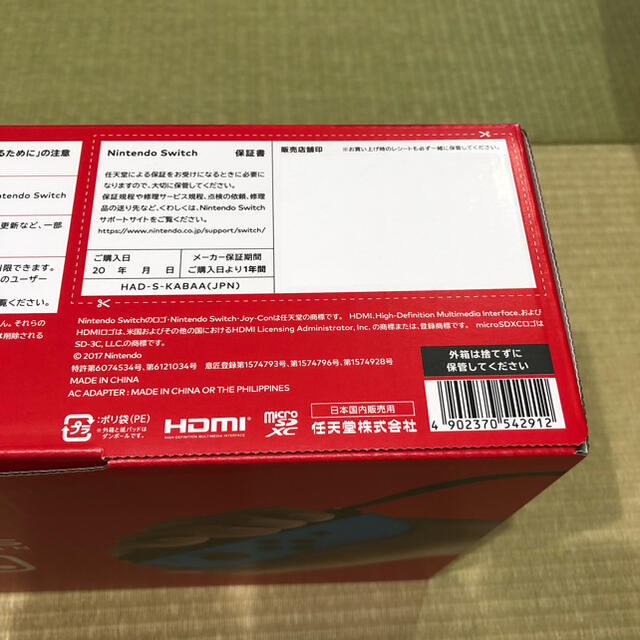 るために」の注意
ntendo Switch
更新など、一部
限できます。
のユーザー
覧ください。
ん。それらの
は削除される
Nintendo Switch 保証書
任天堂による保証をお受けになるときに必要に
なりますので、大切に保管してください。
保証規程や修理サービス規程、点検の依頼、修理
品の送り先など、くわしくは、Nintendo Switch
サポートサイトをご覧ください。
https://www.nintendo.co.jp/support/switch/
ご購入日 メーカー保証期間
20 年 月 日 ご購入日より1年間
HAD-S-KABAA(JPN)
販売店舗印 ※お買い上げ時のレシートも必ず一緒に保管してください。
Nintendo Switchのロゴ・Nintendo Switch・Joy-Conは任天堂の商標です。 HDMI、High-Definition Multimedia Interface、および
HDMIロゴは、米国およびその他の国におけるHDMI Licensing Administrator, Inc. の商標または、登録商標です。 microSDXCロゴは
SD-3C, LLC.の商標です。
© 2017 Nintendo
特許第6074534号、第6121034号 意匠登録第1574793号、第1574796号、第1574928号
MADE IN CHINA
AC ADAPTER: MADE IN CHINA OR THE PHILIPPINES
プラ
:ポリ袋(PE)
※外箱と紙パッドは
ダンボールです。
HDMI
HIGH-DEFINITION MULTIMEDIA INTERFACE
micro
SD
XC
日本国内販売用
任天堂株式会社
外箱は捨てずに
保管してください
4 902370 542912